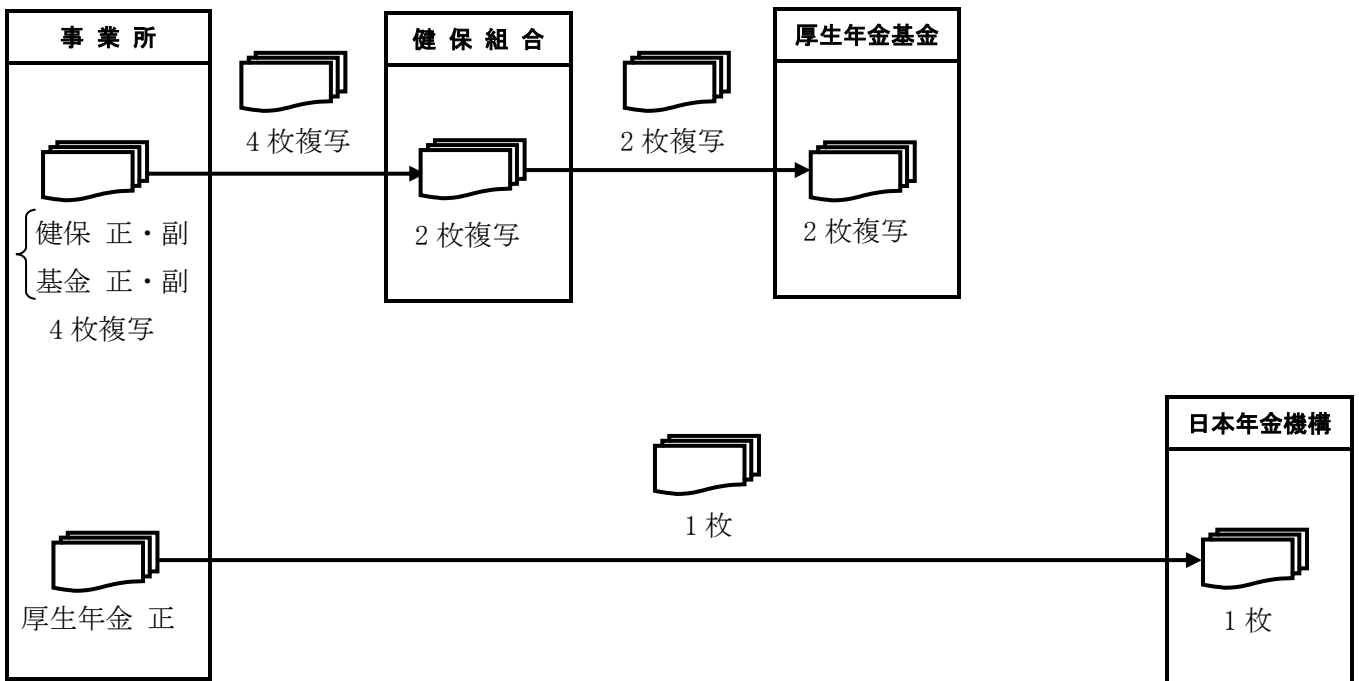 事 業 所
健 保 組 合
厚生年金基金
4 枚複写
2 枚複写
健保 正・副
基金 正・副
4 枚複写
2 枚複写
2 枚複写
日本年金機構
1 枚
厚生年金 正
1 枚